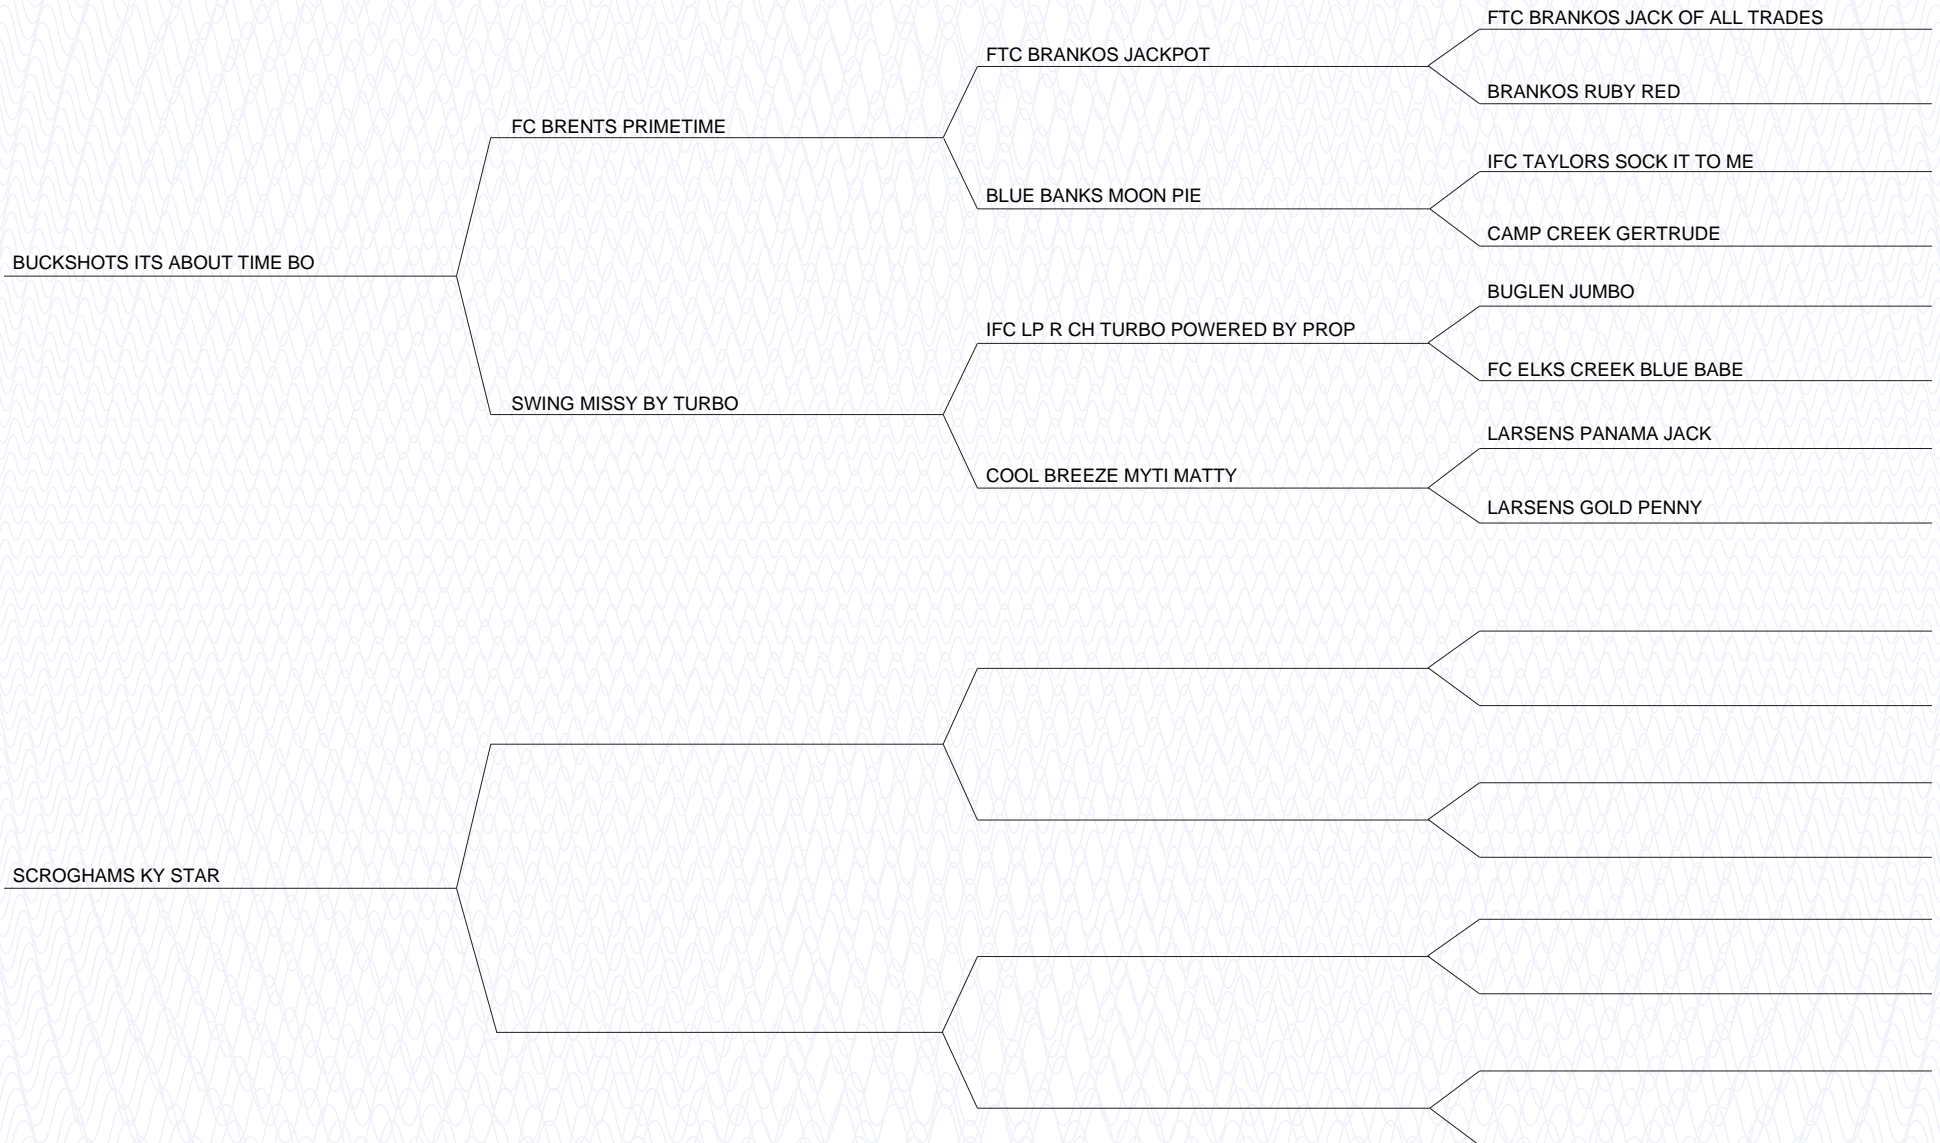 FTC BRANKOS JACK OF ALL TRADES
FTC BRANKOS JACKPOT
BRANKOS RUBY RED
FC BRENTS PRIMETIME
IFC TAYLORS SOCK IT TO ME
BLUE BANKS MOON PIE
CAMP CREEK GERTRUDE
BUCKSHOTS ITS ABOUT TIME BO
BUGLEN JUMBO
IFC LP R CH TURBO POWERED BY PROP
FC ELKS CREEK BLUE BABE
SWING MISSY BY TURBO
LARSENS PANAMA JACK
COOL BREEZE MYTI MATTY
LARSENS GOLD PENNY
SCROGHAMS KY STAR